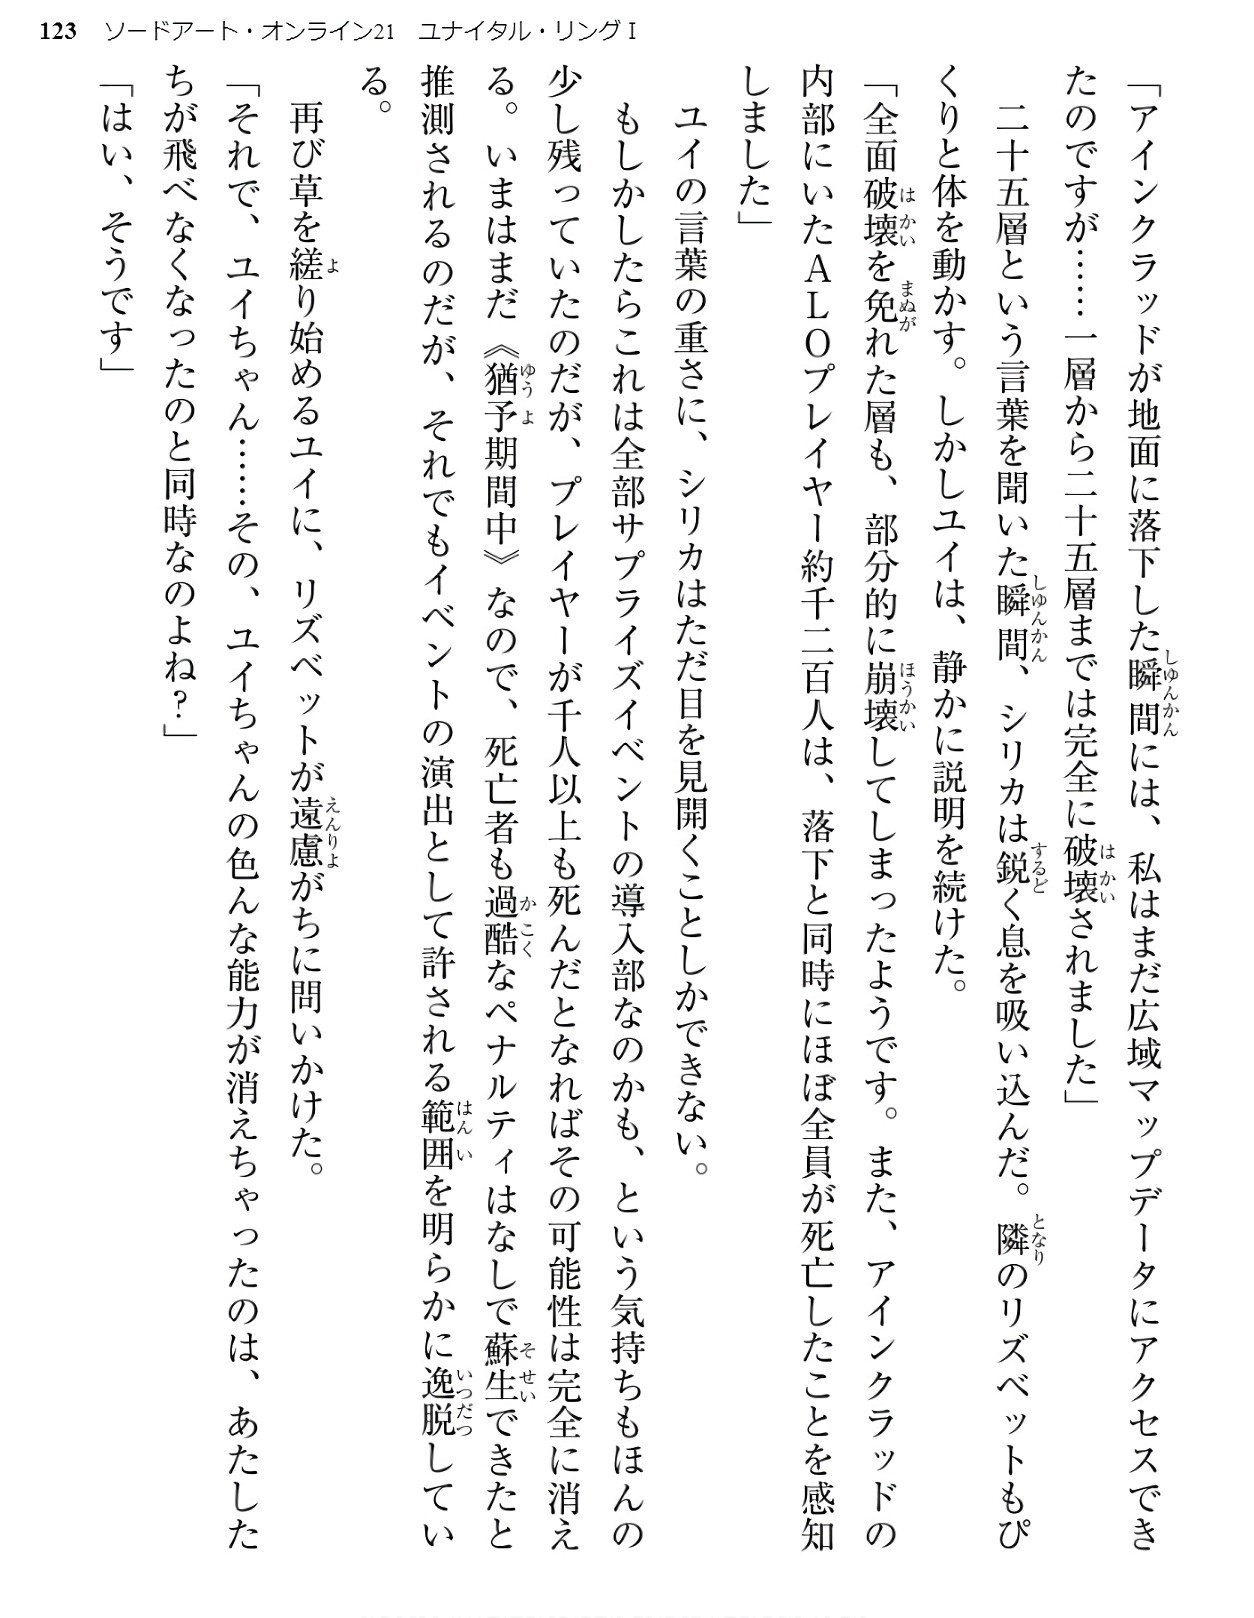 123 ソードアート・オンライン21 ユナイタル・リングⅠ
「アインクラッドが地面に落下した瞬間には、私はまだ広域マップデータにアクセスでき
たのですが……一層から二十五層までは完全に破壊されました」
二十五層という言葉を聞いた瞬間、シリカは鋭く息を吸い込んだ。隣のリズベットもぴ
くりと体を動かす。しかしユイは、静かに説明を続けた。
「全面破壊を免れた層も、部分的に崩壊してしまったようです。また、アインクラッドの
内部にいたＡＬＯプレイヤー約千二百人は、落下と同時にほぼ全員が死亡したことを感知
しました」
ユイの言葉の重さに、シリカはただ目を見開くことしかできない。
もしかしたらこれは全部サプライズイベントの導入部なのかも、という気持ちもほんの
少し残っていたのだが、プレイヤーが千人以上も死んだとなればその可能性は完全に消え
る。いまはまだ《猶予期間中》なので、死亡者も過酷なペナルティはなしで蘇生できたと
推測されるのだが、それでもイベントの演出として許される範囲を明らかに逸脱してい
る。
再び草を縒り始めるユイに、リズベットが遠慮がちに問いかけた。
「それで、ユイちゃん……その、ユイちゃんの色んな能力が消えちゃったのは、あたした
ちが飛べなくなったのと同時なのよね？」
「はい、そうです」